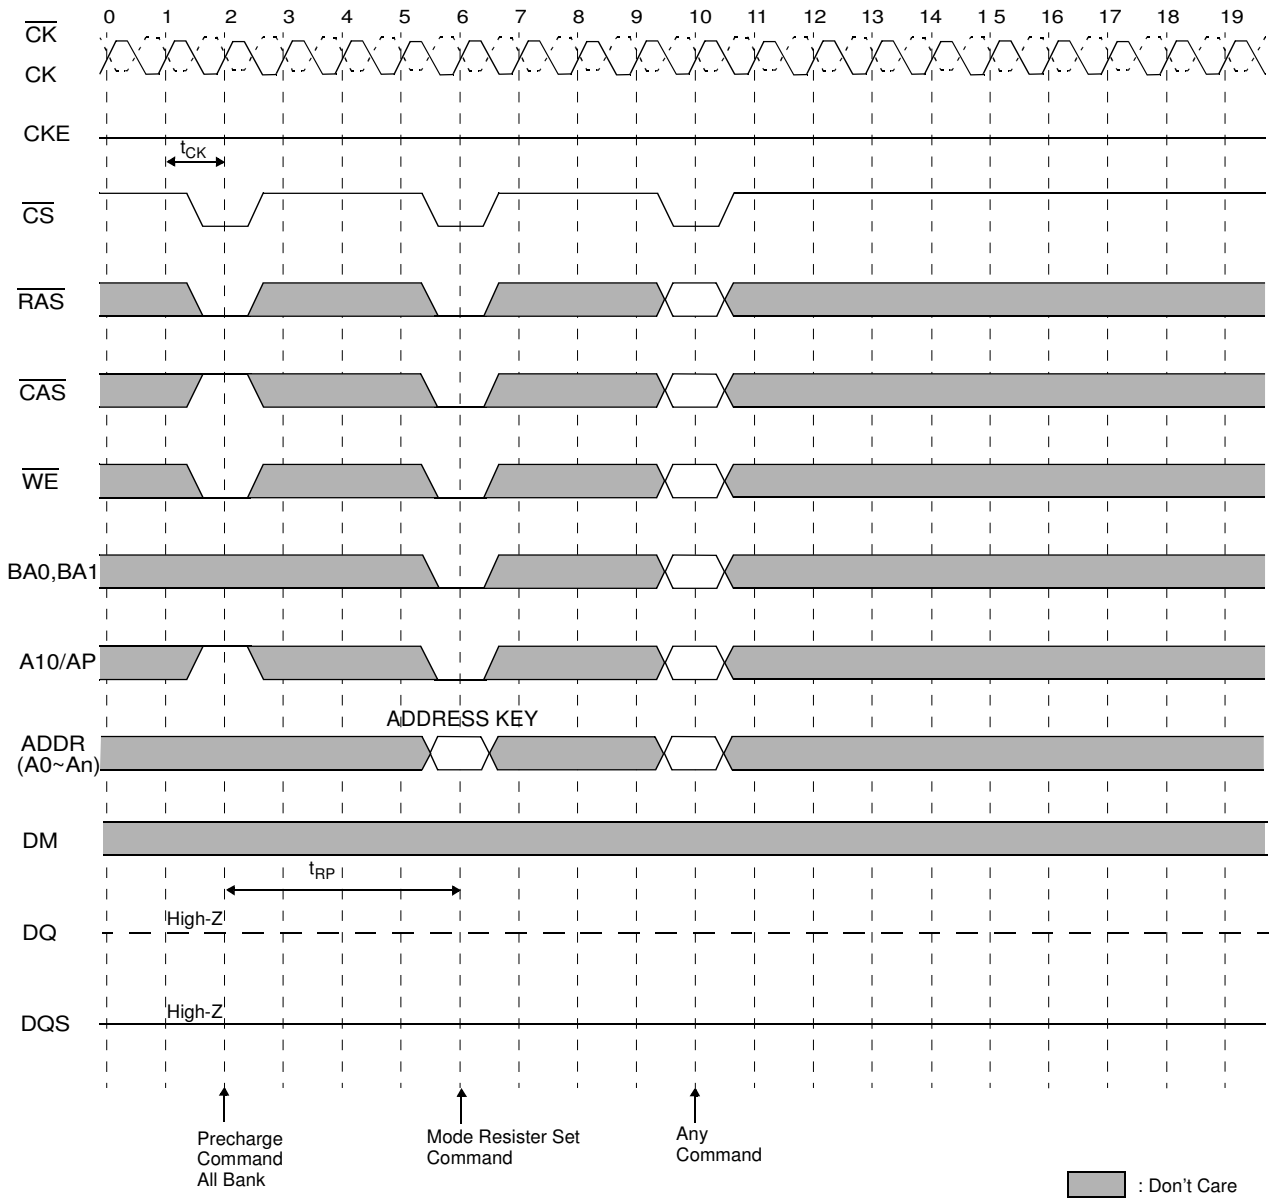 0 1 2 3 4 5 6 7 8 9 10 11 12 13 14 15 16 17 18 19
CK
CK
CKE
tCK
CS
RAS
CAS
WE
BA0,BA1
A10/AP
ADDRESS KEY
ADDR
(A0~An)
DM
tRP
High-Z
DQ
High-Z
DQS
Precharge
Command
All Bank
Mode Resister Set
Command
Any
Command
: Don't Care